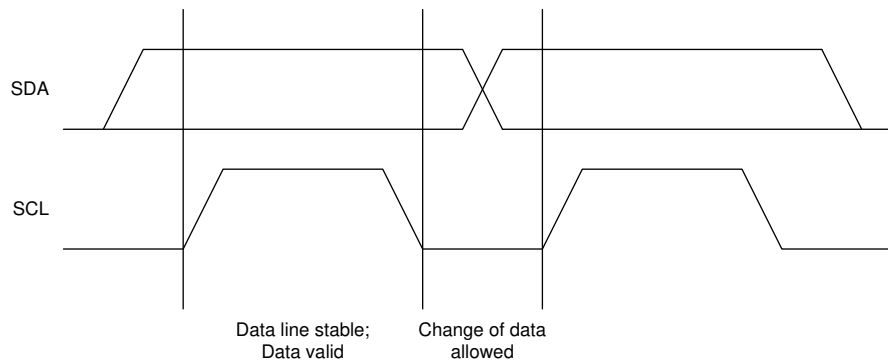 SDA
SCL
Data line stable;
Data valid
Change of data
allowed